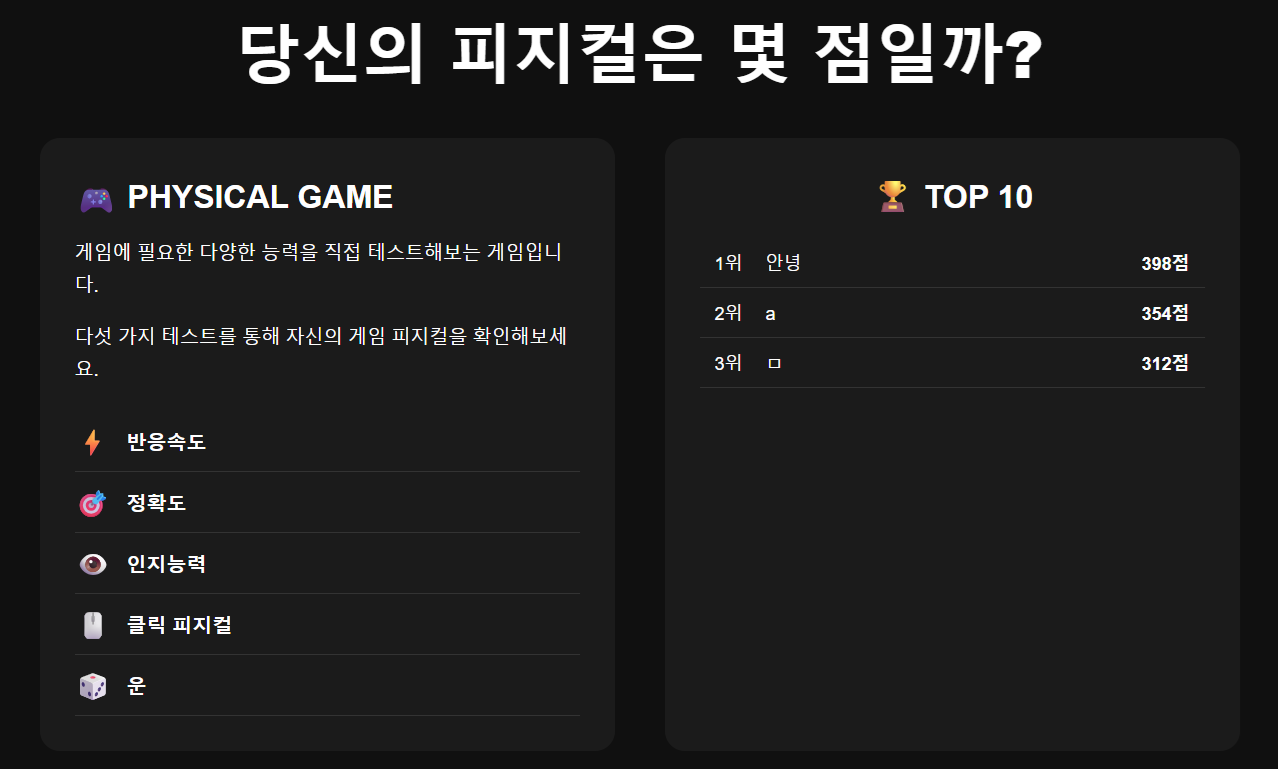 당신의 피지컬은 몇 점일까?
PHYSICAL GAME
게임에 필요한 다양한 능력을 직접 테스트해보는 게임입니
다.
다섯 가지 테스트를 통해 자신의 게임 피지컬을 확인해보세
요.
반응속도
정확도
인지능력
클릭 피지컬
운
TOP 10
1위 안녕 398점
2위 a 354점
3위 ㅁ 312점